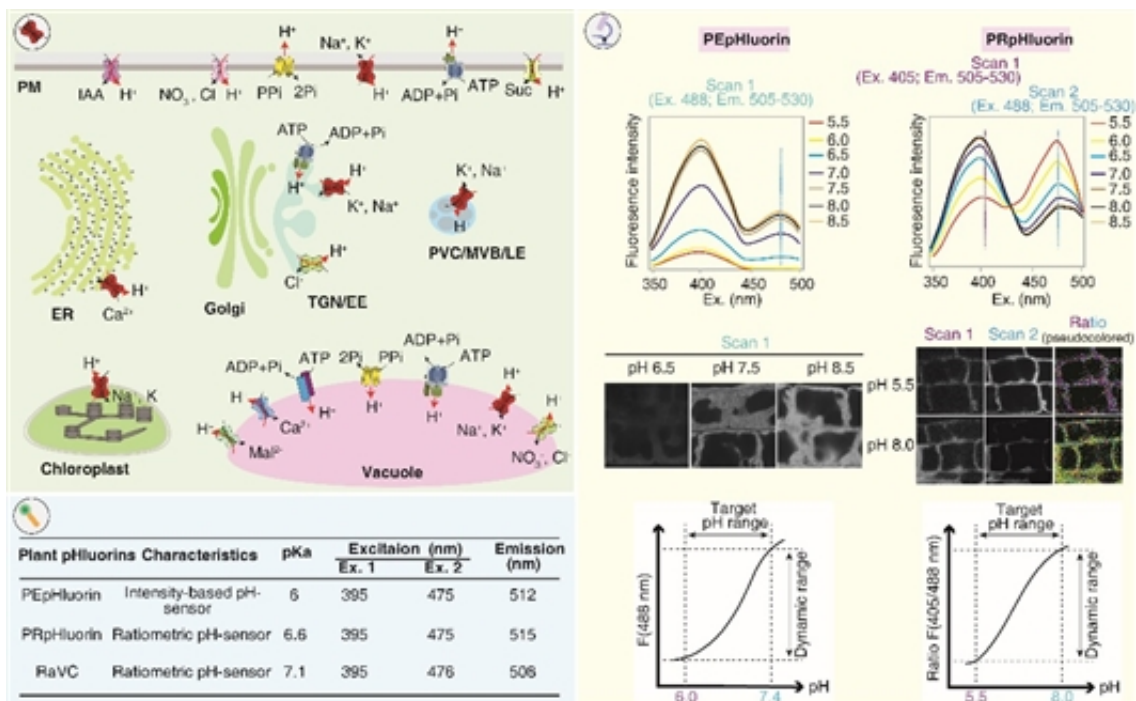 H⁺
Na⁺, K⁺
H⁺
PM
IAA
H⁺
NO₃⁻, Cl⁻
H⁺
PPi
2Pi
H⁺
ADP+Pi
ATP
Suc
H⁺
ATP
ADP+Pi
H⁺
H⁺
K⁺, Na⁺
K⁺, Na⁺
H
PVC/MVB/LE
H⁺
Cl⁻
TGN/EE
Golgi
H⁺
Ca²⁺
ER
H⁺
Na⁺, K
Chloroplast
ADP+Pi
ATP
2Pi
PPi
ADP+Pi
ATP
H⁺
H
Ca²⁺
H⁺
H⁺
H⁺
Na⁺, K⁺
H⁺
Mal²⁻
NO₃⁻, Cl⁻
Vacuole
Plant pHluorins Characteristics pKa Excitaion (nm) Emission
Ex. 1 Ex. 2 (nm)
PEpHluorin Intensity-based pH-
sensor 6 395 475 512
PRpHluorin Ratiometric pH-sensor 6.6 395 475 515
RaVC Ratiometric pH-sensor 7.1 395 476 508
PEpHluorin
Scan 1
(Ex. 488; Em. 505-530)
Fluoresence intensity
5.5
6.0
6.5
7.0
7.5
8.0
8.5
350 400 450 500
Ex. (nm)
PRpHluorin
Scan 1
(Ex. 405; Em. 505-530)
Scan 2
(Ex. 488; Em. 505-530)
Fluoresence intensity
5.5
6.0
6.5
7.0
7.5
8.0
8.5
350 400 450 500
Ex. (nm)
Scan 1
pH 6.5 pH 7.5 pH 8.5
Scan 1 Scan 2 Ratio
(pseudocolored)
pH 5.5
pH 8.0
Target
pH range
F(488 nm)
Dynamic range
6.0 7.4 pH
Target
pH range
Ratio F(405/488 nm)
Dynamic range
5.5 8.0 pH